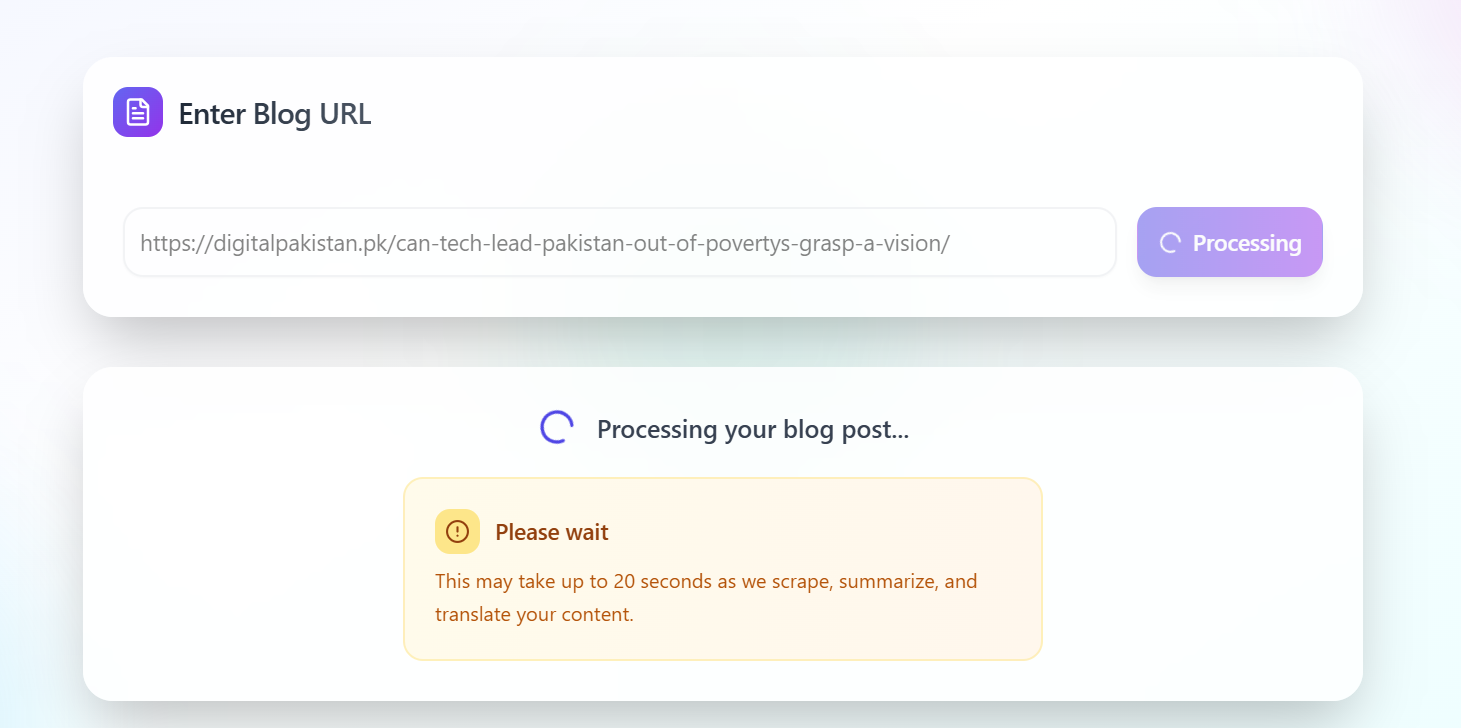 Enter Blog URL
https://digitalpakistan.pk/can-tech-lead-pakistan-out-of-povertys-grasp-a-vision/
Processing
Processing your blog post...
Please wait
This may take up to 20 seconds as we scrape, summarize, and
translate your content.